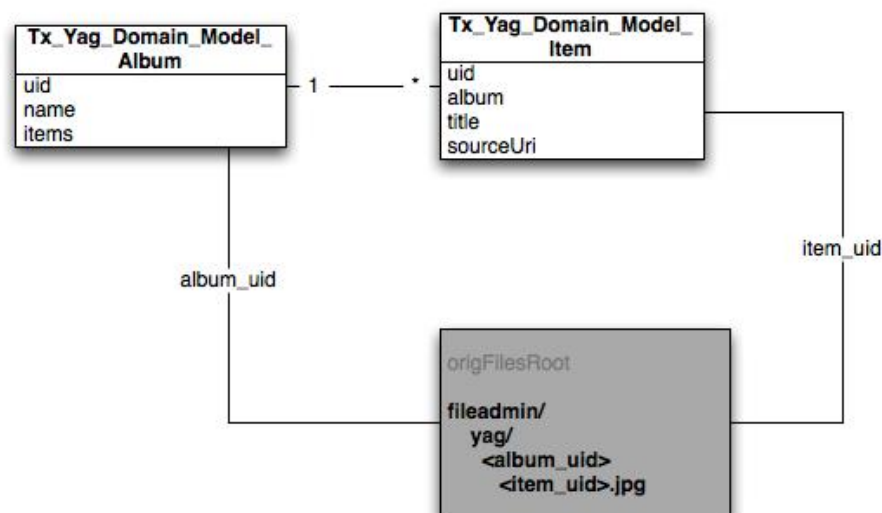 Tx_Yag_Domain_Model_
Album
uid
name
items
1
*
Tx_Yag_Domain_Model_
Item
uid
album
title
sourceUri
album_uid
item_uid
origFilesRoot
fileadmin/
yag/
<album_uid>
<item_uid>.jpg